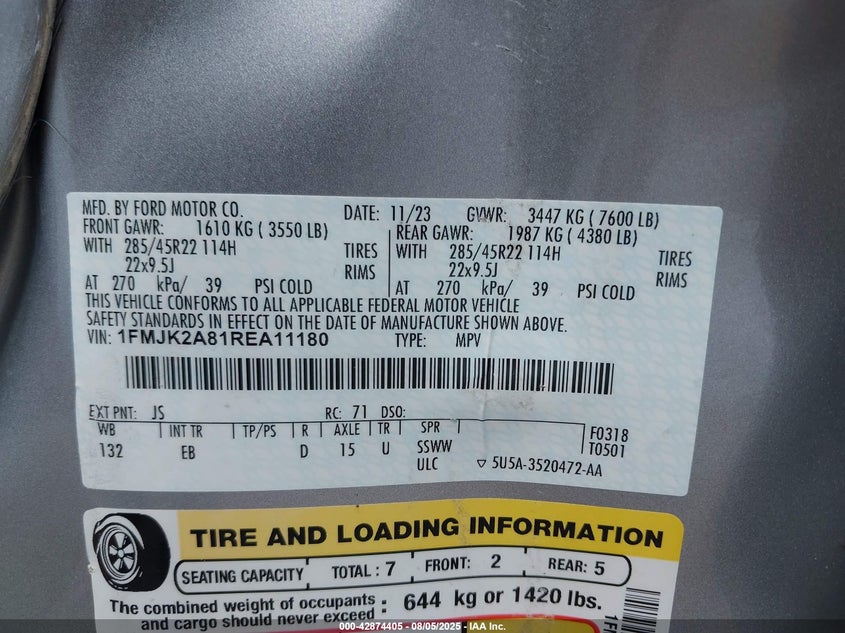 MFD. BY FORD MOTOR CO. DATE: 11/23 GVWR: 3447 KG ( 7600 LB)
FRONT GAWR: 1610 KG ( 3550 LB) REAR GAWR: 1987 KG ( 4380 LB)
WITH 285/45R22 114H TIRES WITH 285/45R22 114H TIRES
22x9.5J RIMS 22x9.5J RIMS
AT 270 kPa/ 39 PSI COLD AT 270 kPa/ 39 PSI COLD
THIS VEHICLE CONFORMS TO ALL APPLICABLE FEDERAL MOTOR VEHICLE
SAFETY STANDARDS IN EFFECT ON THE DATE OF MANUFACTURE SHOWN ABOVE.
VIN: 1FMJK2A81REA11180 TYPE: MPV
EXT PNT: JS RC: 71 DSO:
WB INT TR TP/PS R AXLE TR SPR F0318
132 EB D 15 U SSWW T0501
ULC ▽ 5U5A-3520472-AA
TIRE AND LOADING INFORMATION
SEATING CAPACITY TOTAL : 7 FRONT: 2 REAR: 5
The combined weight of occupants
and cargo should never exceed : 644 kg or 1420 lbs.
1F
000-42874405 - 08/05/2025 - IAA Inc.